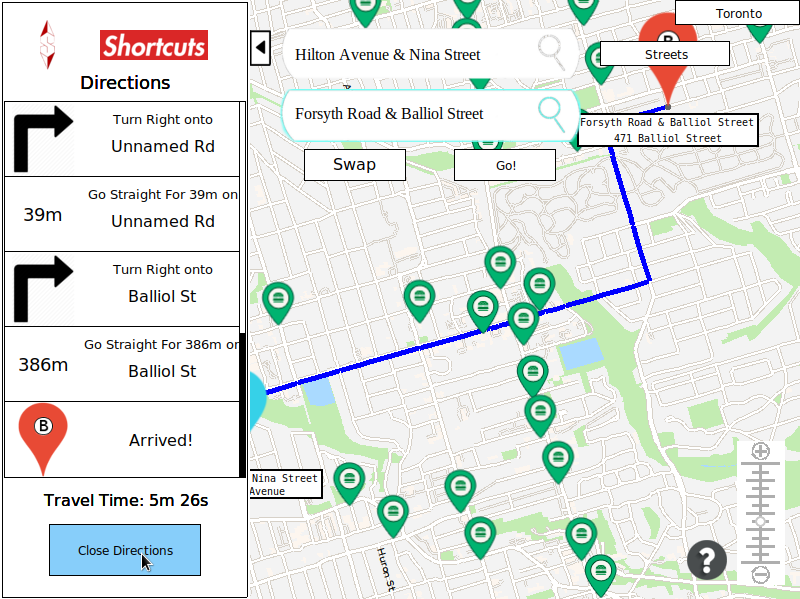 Shortcuts
Directions
Turn Right onto
Unnamed Rd
39m
Go Straight For 39m on
Unnamed Rd
Turn Right onto
Balliol St
386m
Go Straight For 386m on
Balliol St
B
Arrived!
Travel Time: 5m 26s
Close Directions
Toronto
Streets
Hilton Avenue & Nina Street
Forsyth Road & Balliol Street
Swap
Go!
B
Forsyth Road & Balliol Street
471 Balliol Street
Nina Street
Avenue
Huron St
?